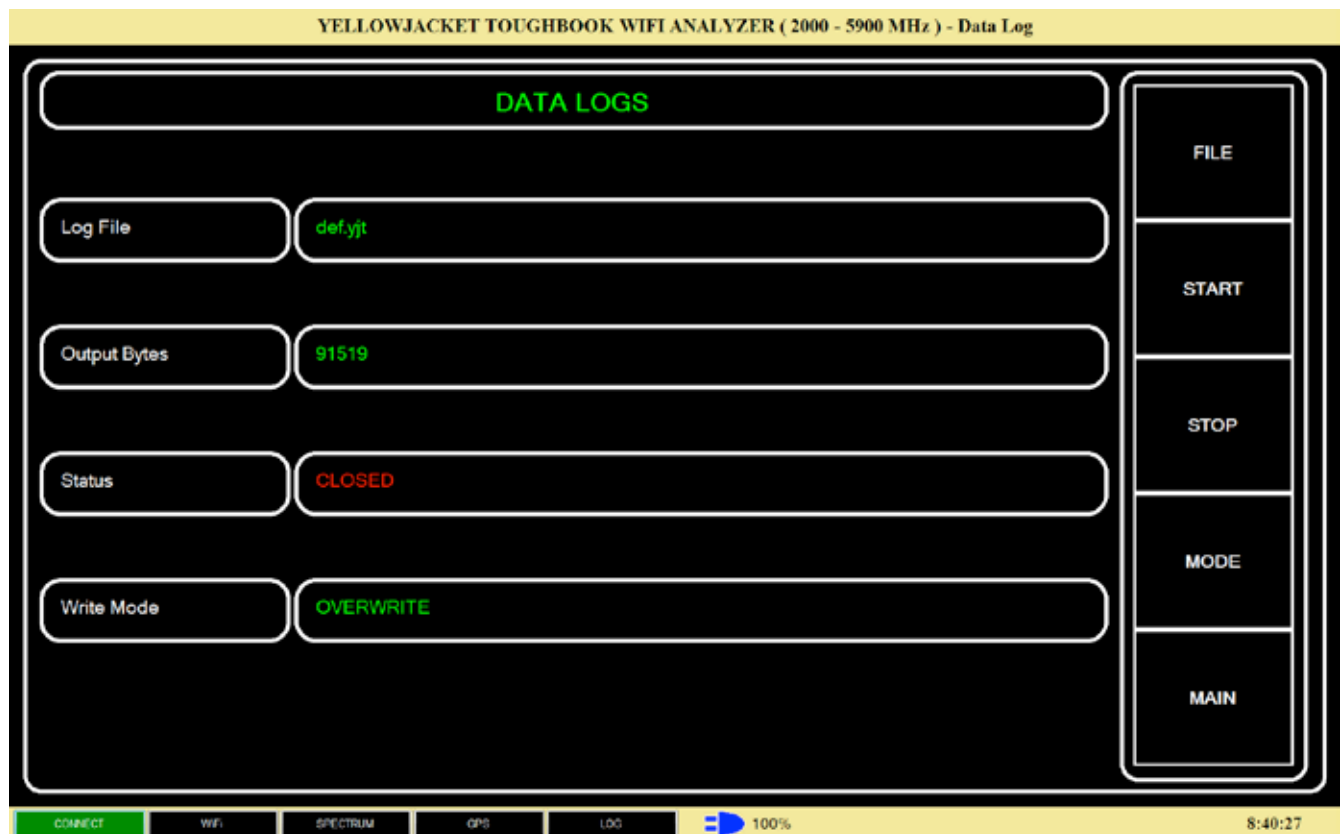 YELLOWJACKET TOUGHBOOK WIFI ANALYZER ( 2000 - 5900 MHz ) - Data Log
DATA LOGS
Log File
def.yjt
Output Bytes
91519
Status
CLOSED
Write Mode
OVERWRITE
FILE
START
STOP
MODE
MAIN
CONNECT WiFi SPECTRUM GPS LOG 100% 8:40:27